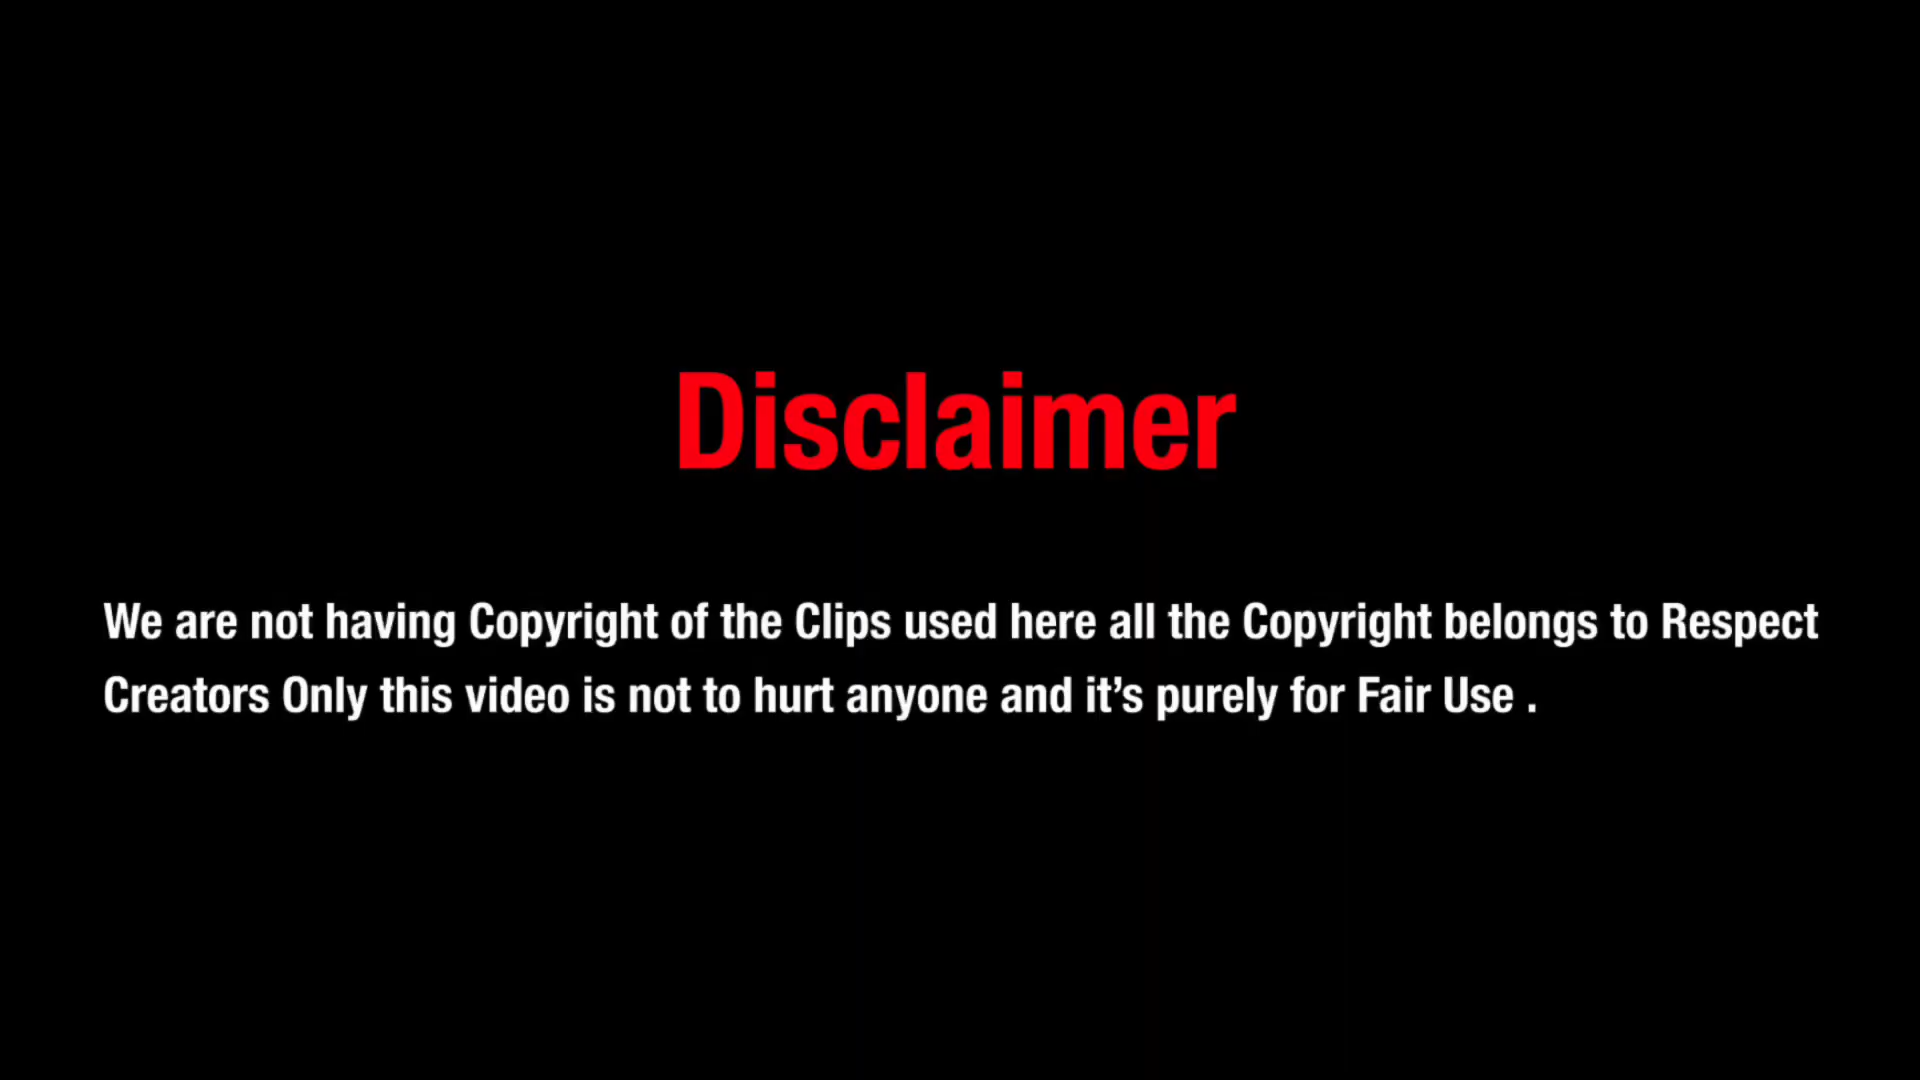 Disclaimer
We are not having Copyright of the Clips used here all the Copyright belongs to Respect
Creators Only this video is not to hurt anyone and it’s purely for Fair Use .